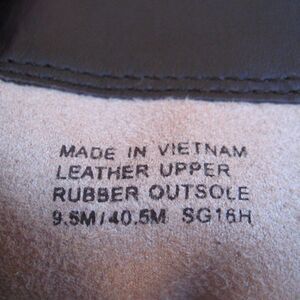 MADE IN VIETNAM
LEATHER UPPER
RUBBER OUTSOLE
9.5M/40.5M SG16H